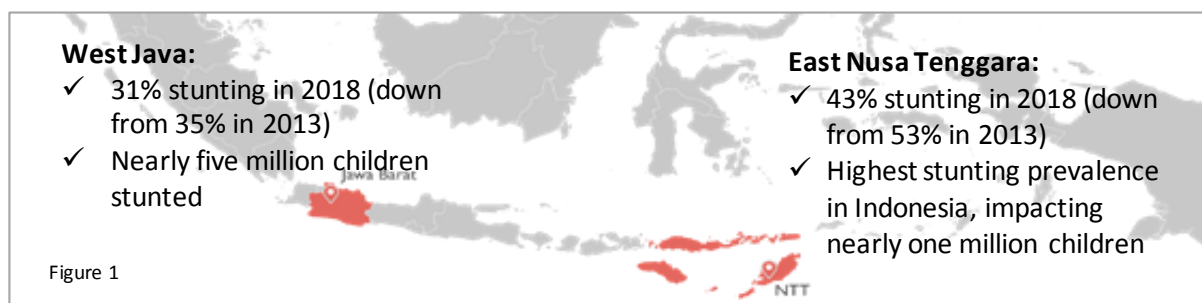 West Java:
✓ 31% stunting in 2018 (down
from 35% in 2013)
✓ Nearly five million children
stunted
Jawa Barat
East Nusa Tenggara:
✓ 43% stunting in 2018 (down
from 53% in 2013)
✓ Highest stunting prevalence
in Indonesia, impacting
nearly one million children
NTT
Figure 1